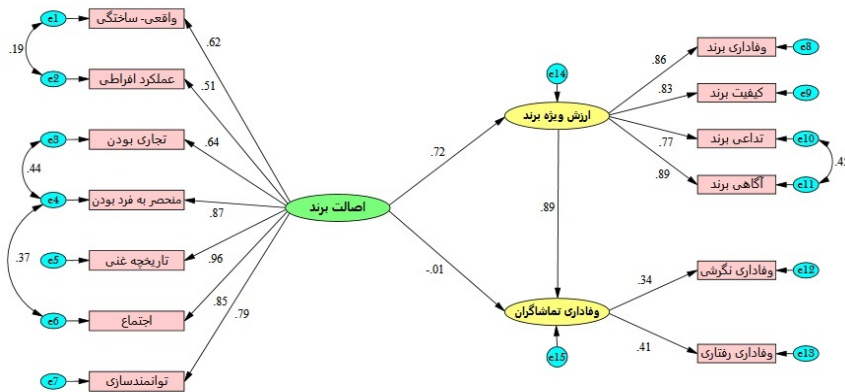 e1
واقعی- ساختگی
.62
.19
e2
عملکرد افراطی
.51
e3
تجاری بودن
.64
.44
e4
منحصر به فرد بودن
.87
e5
تاریخچه غنی
.96
.37
e6
اجتماع
.85
e7
توانمندسازی
.79
اصالت برند
.72
-.01
e14
ارزش ویژه برند
.89
وفاداری تماشاگران
e15
.86
وفاداری برند
e8
.83
کیفیت برند
e9
.77
تداعی برند
e10
.89
آگاهی برند
e11
.34
وفاداری نگرشی
e12
.41
وفاداری رفتاری
e13